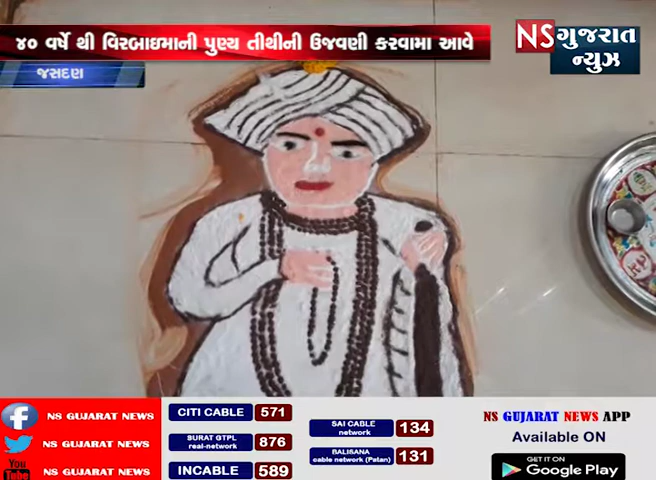 ૪૦ વર્ષે થી વિરબાઇમાની પુણ્ય તીથીની ઉજવણી કરવામા આવે
NS ગુજરાત
ન્યુઝ
જસદણ
NS GUJARAT NEWS
NS GUJARAT NEWS
You
Tube
NS GUJARAT NEWS
CITI CABLE 571
SURAT GTPL
real-network 876
INCABLE 589
SAI CABLE
network 134
BALISANA
cable network (Patan) 131
NS GUJARAT NEWS APP
Available ON
GET IT ON
Google Play